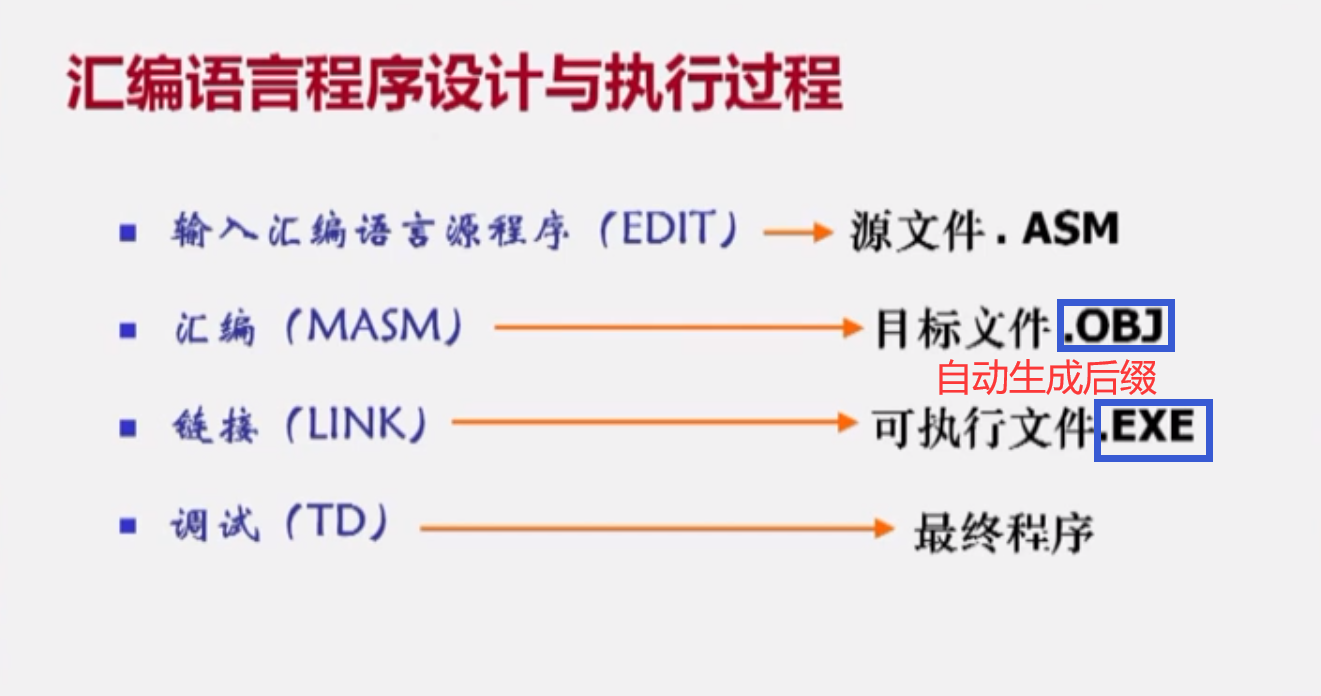 汇编语言程序设计与执行过程
输入汇编语言源程序（EDIT） 源文件. ASM
汇编（MASM） 目标文件.OBJ
自动生成后缀
链接（LINK） 可执行文件.EXE
调试（TD） 最终程序